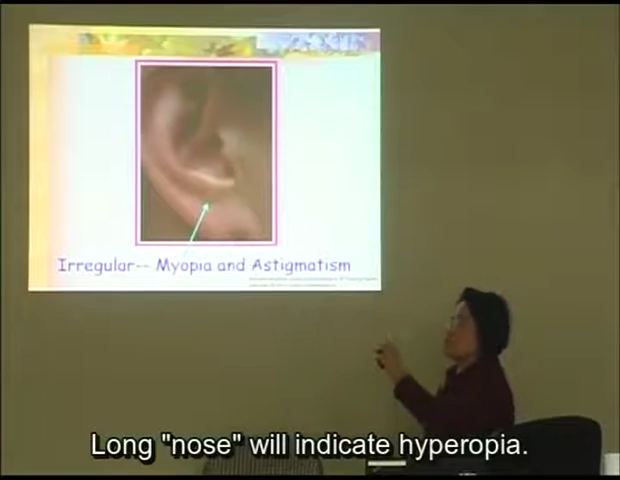 Irregular-- Myopia and Astigmatism
Long "nose" will indicate hyperopia.